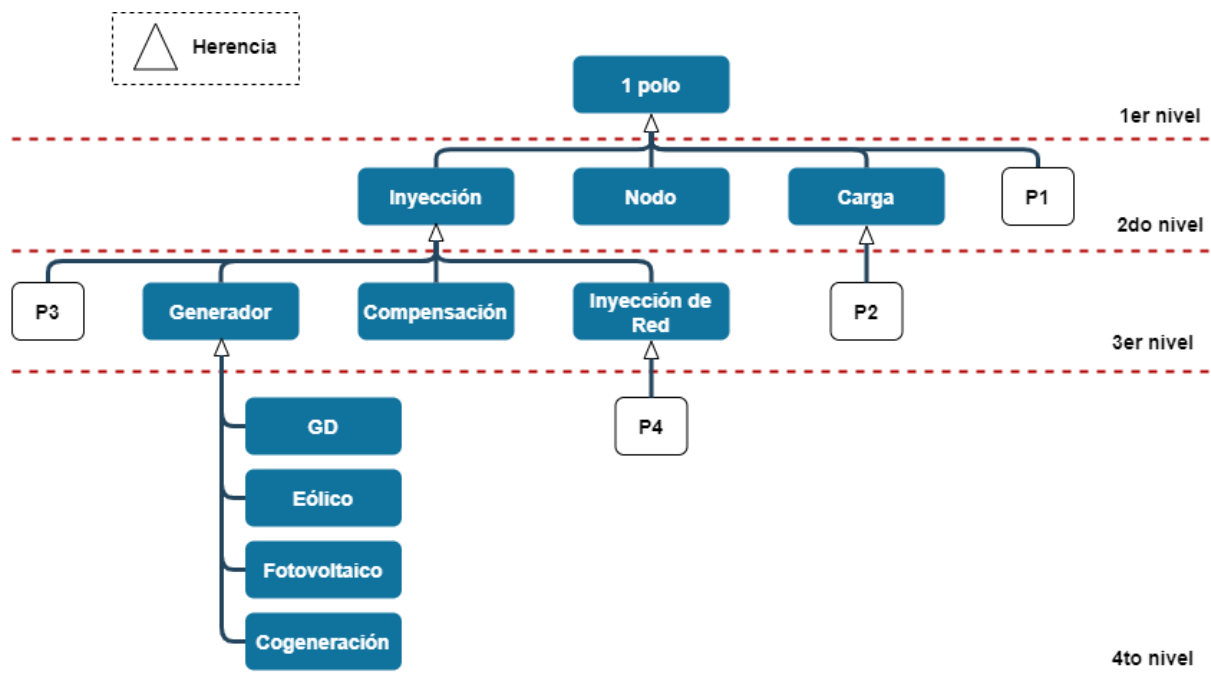 Herencia
1 polo
1er nivel
Inyección
Nodo
Carga
P1
2do nivel
P3
Generador
Compensación
Inyección de
Red
P2
3er nivel
GD
P4
Eólico
Fotovoltaico
Cogeneración
4to nivel